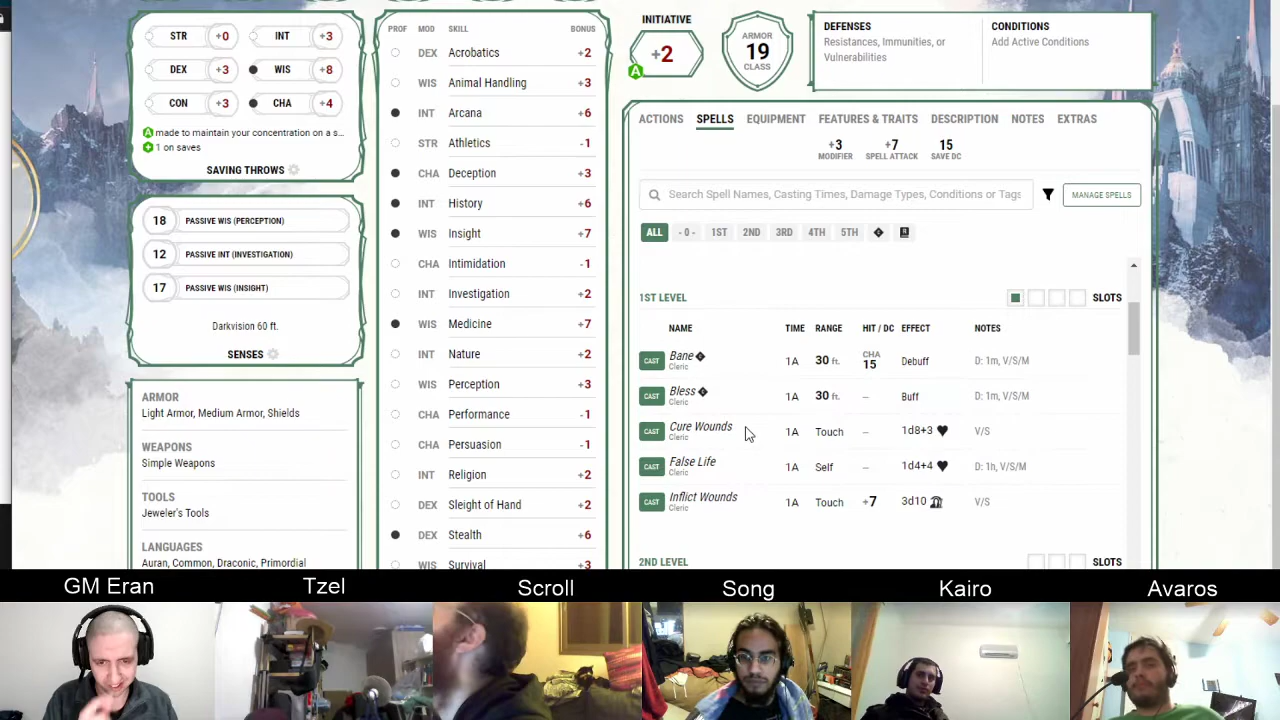 STR +0 INT +3
DEX +3 WIS +8
CON +3 CHA +4
A made to maintain your concentration on a s...
+ 1 on saves
SAVING THROWS
18 PASSIVE WIS (PERCEPTION)
12 PASSIVE INT (INVESTIGATION)
17 PASSIVE WIS (INSIGHT)
Darkvision 60 ft.
SENSES
ARMOR
Light Armor, Medium Armor, Shields
WEAPONS
Simple Weapons
TOOLS
Jeweler's Tools
LANGUAGES
Auran, Common, Draconic, Primordial
PROF MOD SKILL BONUS
DEX Acrobatics +2
WIS Animal Handling +3
INT Arcana +6
STR Athletics -1
CHA Deception +3
INT History +6
WIS Insight +7
CHA Intimidation -1
INT Investigation +2
WIS Medicine +7
INT Nature +2
WIS Perception +3
CHA Performance -1
CHA Persuasion -1
INT Religion +2
DEX Sleight of Hand +2
DEX Stealth +6
WIS Survival +3
INITIATIVE
+2
A
ARMOR
19
CLASS
DEFENSES
Resistances, Immunities, or
Vulnerabilities
CONDITIONS
Add Active Conditions
ACTIONS SPELLS EQUIPMENT FEATURES & TRAITS DESCRIPTION NOTES EXTRAS
+3 +7 15
MODIFIER SPELL ATTACK SAVE DC
Search Spell Names, Casting Times, Damage Types, Conditions or Tags
MANAGE SPELLS
ALL - 0 - 1ST 2ND 3RD 4TH 5TH
1ST LEVEL SLOTS
NAME TIME RANGE HIT / DC EFFECT NOTES
CAST Bane 1A 30 ft. CHA 15 Debuff D: 1m, V/S/M
Cleric
CAST Bless 1A 30 ft. -- Buff D: 1m, V/S/M
Cleric
CAST Cure Wounds 1A Touch -- 1d8+3 V/S
Cleric
CAST False Life 1A Self -- 1d4+4 D: 1h, V/S/M
Cleric
CAST Inflict Wounds 1A Touch +7 3d10 V/S
Cleric
2ND LEVEL SLOTS
GM Eran Tzel Scroll Song Kairo Avaros